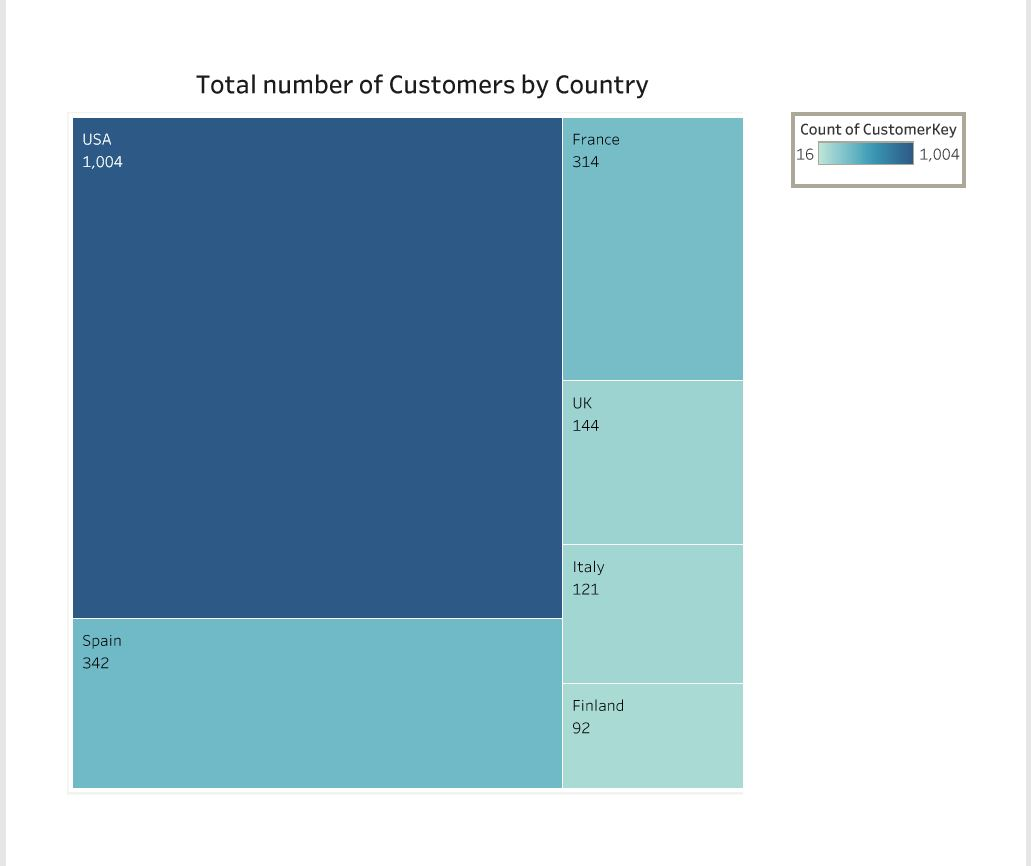 Total number of Customers by Country
USA
1,004
France
314
UK
144
Italy
121
Spain
342
Finland
92
Count of CustomerKey
16 1,004